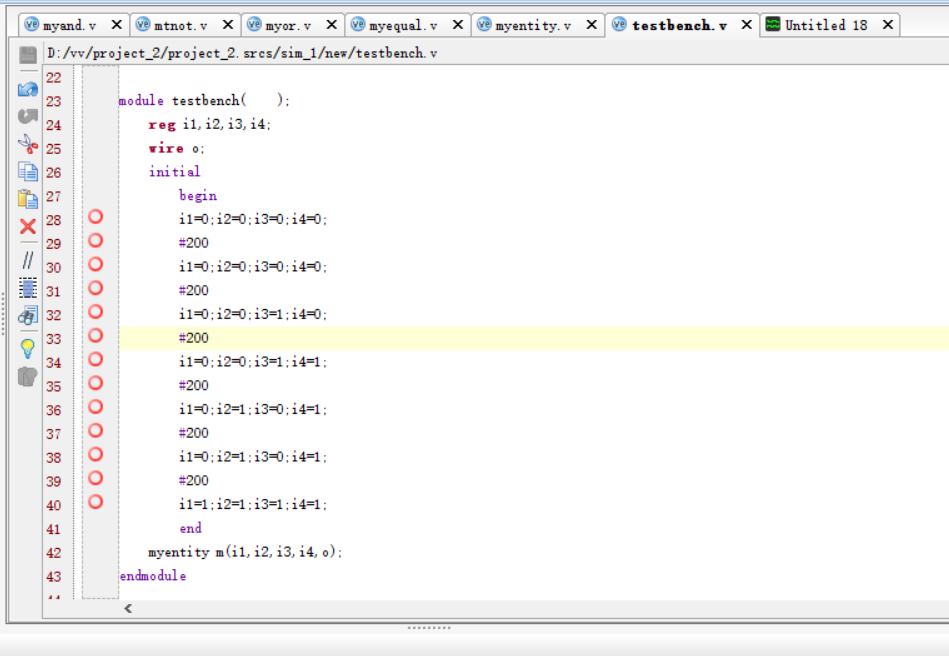 myand.v mtnot.v myor.v myequal.v myentity.v testbench.v Untitled 18
D:/vv/project_2/project_2.srcs/sim_1/new/testbench.v
22
23 module testbench(    );
24 reg i1,i2,i3,i4;
25 wire o;
26 initial
27 begin
28 i1=0;i2=0;i3=0;i4=0;
29 #200
30 i1=0;i2=0;i3=0;i4=0;
31 #200
32 i1=0;i2=0;i3=1;i4=0;
33 #200
34 i1=0;i2=0;i3=1;i4=1;
35 #200
36 i1=0;i2=1;i3=0;i4=1;
37 #200
38 i1=0;i2=1;i3=0;i4=1;
39 #200
40 i1=1;i2=1;i3=1;i4=1;
41 end
42 myentity m(i1,i2,i3,i4,o);
43 endmodule